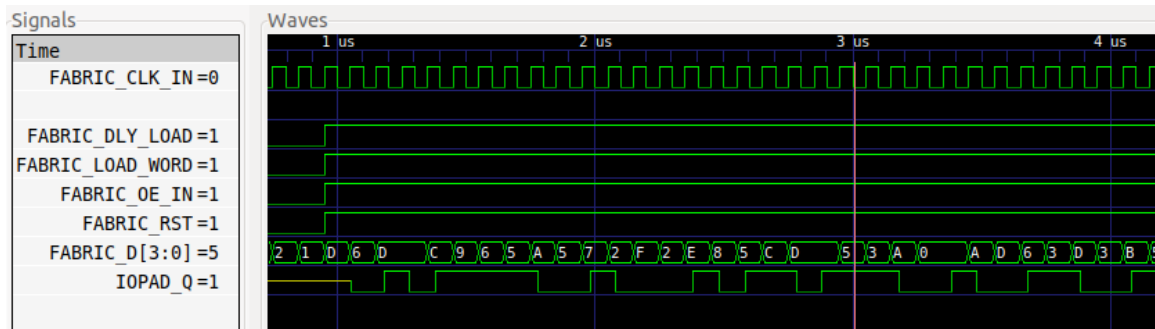 Signals
Waves
Time
1 us 2 us 3 us 4 us
FABRIC_CLK_IN =0
FABRIC_DLY_LOAD =1
FABRIC_LOAD_WORD =1
FABRIC_OE_IN =1
FABRIC_RST =1
FABRIC_D[3:0] =5
2 1 D 6 D C 9 6 5 A 5 7 2 F 2 E 8 5 C D 5 3 A 0 A D 6 3 D 3 B
IOPAD_Q =1